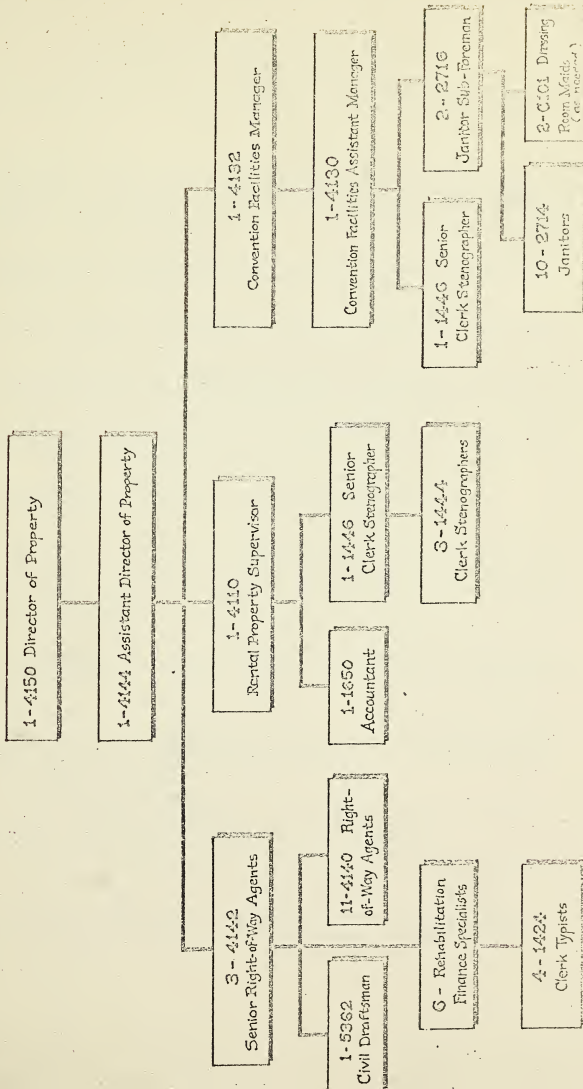 1-4150 Director of Property
1-4144 Assistant Director of Property
3-4142
Senior Right-of-Way Agents
1-4110
Rental Property Supervisor
1--4132
Convention Facilities Manager
1-5362
Civil Draftsman
11-4140 Right-
of-Way Agents
1-1650
Accountant
1-1446 Senior
Clerk Stenographer
1-4130
Convention Facilities Assistant Manager
6 - Rehabilitation
Finance Specialists
3-1444
Clerk Stenographers
1-1446 Senior
Clerk Stenographer
2-2716
Janitor Sub-Foreman
4-1424
Clerk Typists
10-2714
Janitors
Dressing
Room Maids
(as needed)